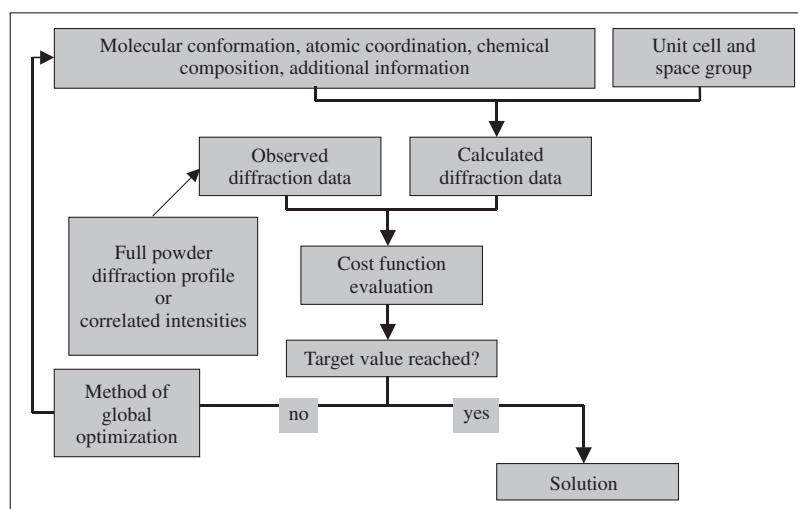 Molecular conformation, atomic coordination, chemical
composition, additional information
Unit cell and
space group
Observed
diffraction data
Calculated
diffraction data
Full powder
diffraction profile
or
correlated intensities
Cost function
evaluation
Target value reached?
Method of
global
optimization
no
yes
Solution